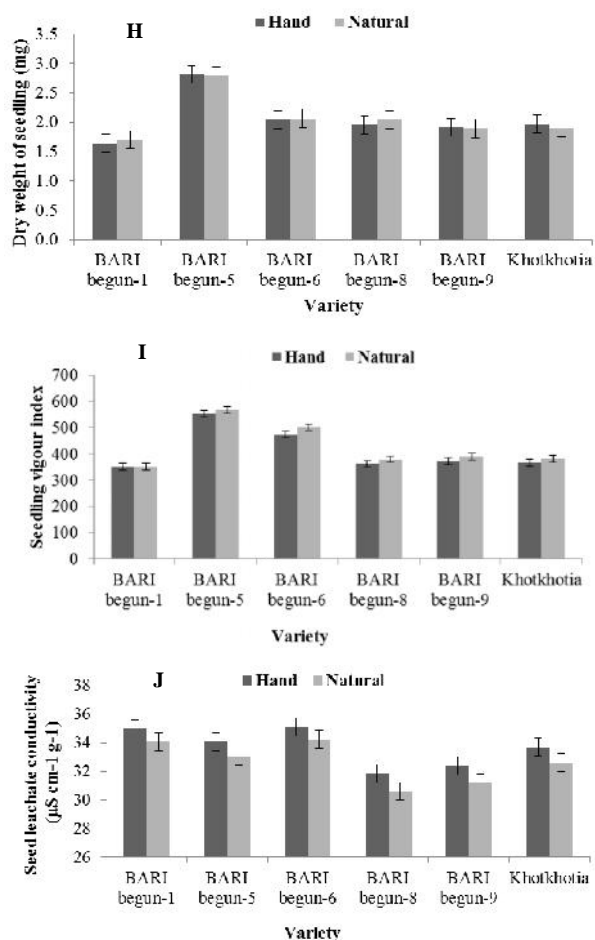 H
Hand Natural
Dry weight of seedling (mg)
3.5
3.0
2.5
2.0
1.5
1.0
0.5
0.0
BARI begun-1
BARI begun-5
BARI begun-6
BARI begun-8
BARI begun-9
Khotkhotia
Variety
I
Hand Natural
Seedling vigour index
700
600
500
400
300
200
100
0
BARI begun-1
BARI begun-5
BARI begun-6
BARI begun-8
BARI begun-9
Khotkhotia
Variety
J
Hand Natural
Seed leachate conductivity
(µS cm-1 g-1)
38
36
34
32
30
28
26
BARI begun-1
BARI begun-5
BARI begun-6
BARI begun-8
BARI begun-9
Khotkhotia
Variety